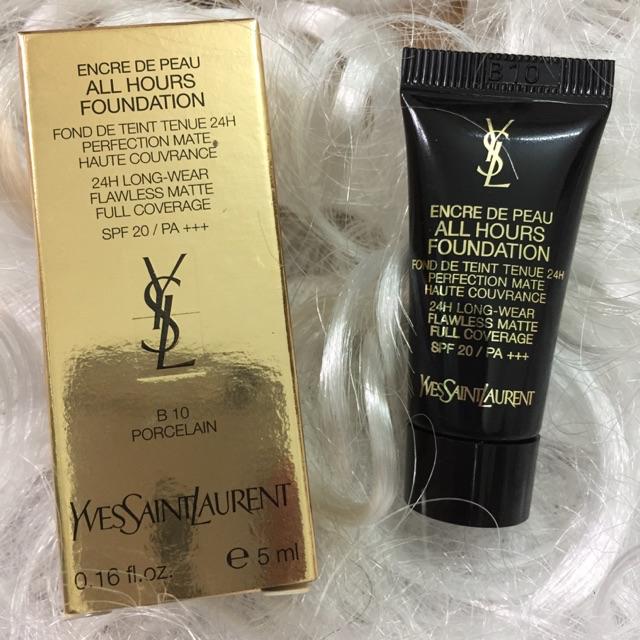 ENCRE DE PEAU
ALL HOURS
FOUNDATION
FOND DE TEINT TENUE 24H
PERFECTION MATE
HAUTE COUVRANCE
24H LONG-WEAR
FLAWLESS MATTE
FULL COVERAGE
SPF 20 / PA +++
YSL
B 10
PORCELAIN
YVESSAINTLAURENT
0.16 fl.oz. e 5 ml
B 10
YSL
ENCRE DE PEAU
ALL HOURS
FOUNDATION
FOND DE TEINT TENUE 24H
PERFECTION MATE
HAUTE COUVRANCE
24H LONG-WEAR
FLAWLESS MATTE
FULL COVERAGE
SPF 20 / PA +++
YVESSAINTLAURENT